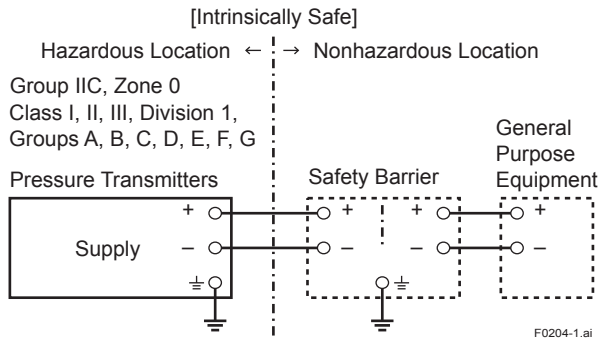 [Intrinsically Safe]
Hazardous Location ← → Nonhazardous Location
Group IIC, Zone 0
Class I, II, III, Division 1,
Groups A, B, C, D, E, F, G
General
Purpose
Equipment
Pressure Transmitters
Safety Barrier
+ + + +
Supply
– – – –
F0204-1.ai